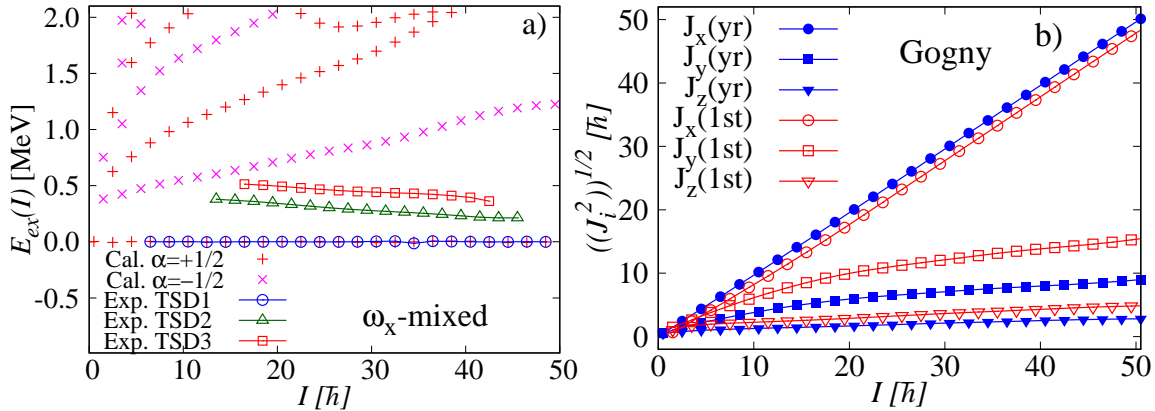 a)
2.0
1.5
1.0
0.5
0.0
-0.5
E_ex(I) [MeV]
Cal. α=+1/2
Cal. α=−1/2
Exp. TSD1
Exp. TSD2
Exp. TSD3
ω_x-mixed
0 10 20 30 40 50
I [ħ]
b)
Gogny
50
40
30
20
10
0
((J_i^2))^{1/2} [ħ]
J_x(yr)
J_y(yr)
J_z(yr)
J_x(1st)
J_y(1st)
J_z(1st)
0 10 20 30 40 50
I [ħ]